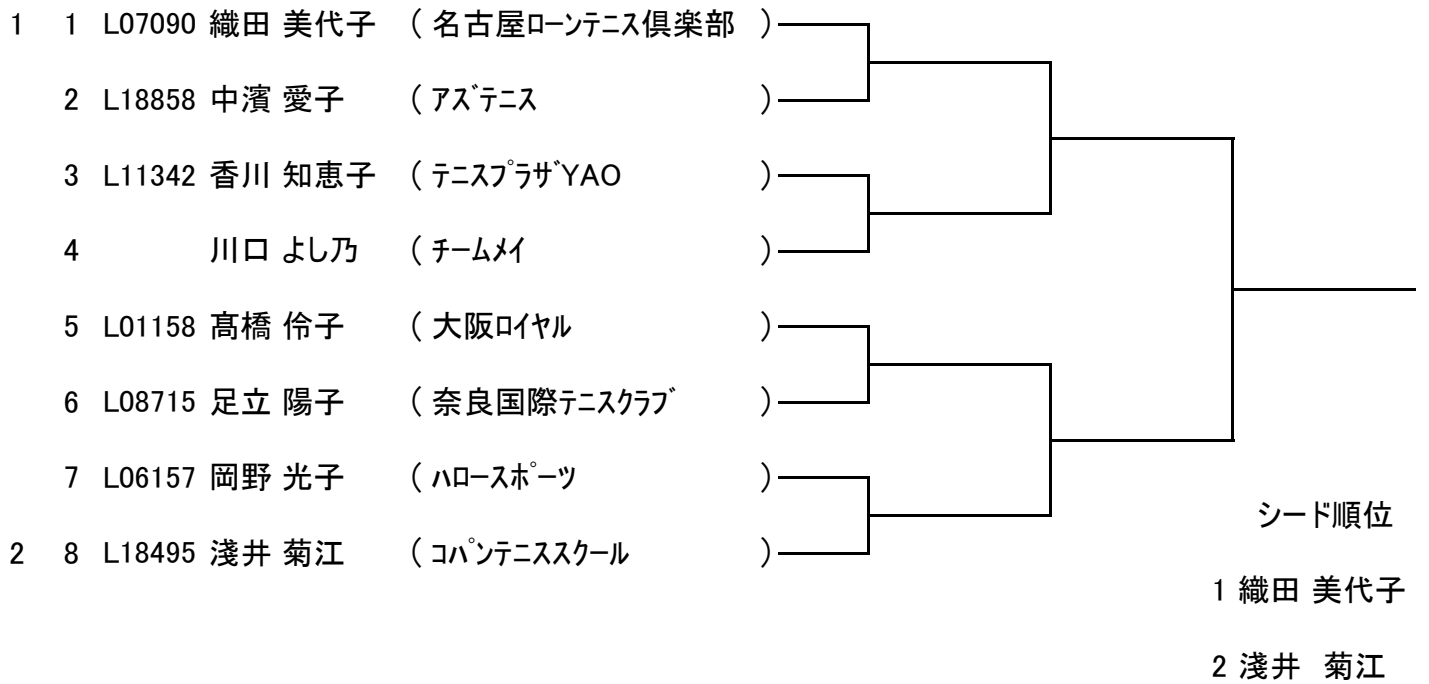 1 1 L07090 織田 美代子 ( 名古屋ﾛｰﾝﾃﾆｽ倶楽部 )
2 L18858 中濱 愛子 ( ｱｽﾞﾃﾆｽ )
3 L11342 香川 知恵子 ( ﾃﾆｽﾌﾟﾗｻﾞYAO )
4 川口 よし乃 ( ﾁｰﾑﾒｲ )
5 L01158 髙橋 伶子 ( 大阪ﾛｲﾔﾙ )
6 L08715 足立 陽子 ( 奈良国際ﾃﾆｽｸﾗﾌﾞ )
7 L06157 岡野 光子 ( ﾊﾛｰｽﾎﾟｰﾂ )
2 8 L18495 淺井 菊江 ( ｺﾊﾟﾝﾃﾆｽｽｸｰﾙ )
シード順位
1 織田 美代子
2 淺井　菊江